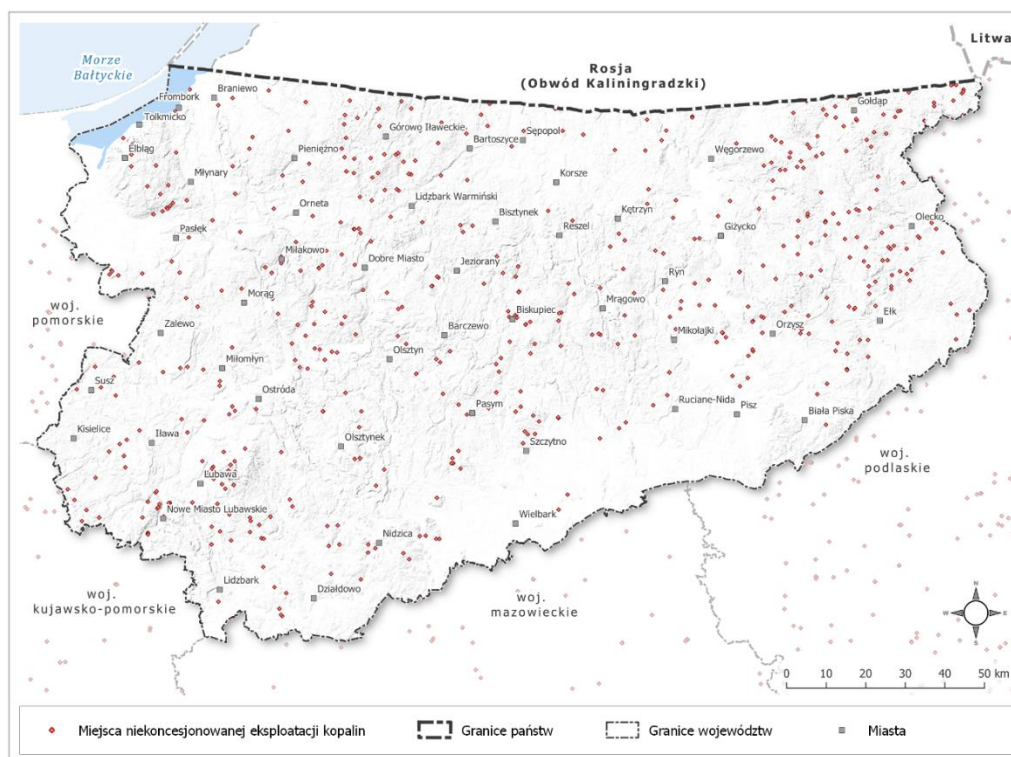 Morze
Bałtyckie
Litwa
Rosja
(Obwód Kaliningradzki)
Braniewo
Frombork
Tolkmicko
Gołdap
Górowo Iławeckie
Sępopol
Bartoszyce
Elbląg
Pieniężno
Węgorzewo
Młynary
Korsze
Lidzbark Warmiński
Orneta
Bisztynek
Kętrzyn
Olecko
Pasłęk
Reszel
Giżycko
Miłakowo
Dobre Miasto
Jeziorany
Ryn
woj.
pomorskie
Morąg
Mrągowo
Biskupiec
Ełk
Zalewo
Barczewo
Mikołajki
Orzysz
Olsztyn
Miłomłyn
Susz
Ostróda
Ruciane-Nida
Pisz
Pasym
Biała Piska
Kisielice
Iława
Olsztynek
Szczytno
woj.
podlaskie
Lubawa
Nowe Miasto Lubawskie
Wielbark
Nidzica
woj.
kujawsko-pomorskie
Lidzbark
Działdowo
woj.
mazowieckie
N
W E
S
0 10 20 30 40 50 km
Miejsca niekoncesjonowanej eksploatacji kopalin
Granice państw
Granice województw
Miasta